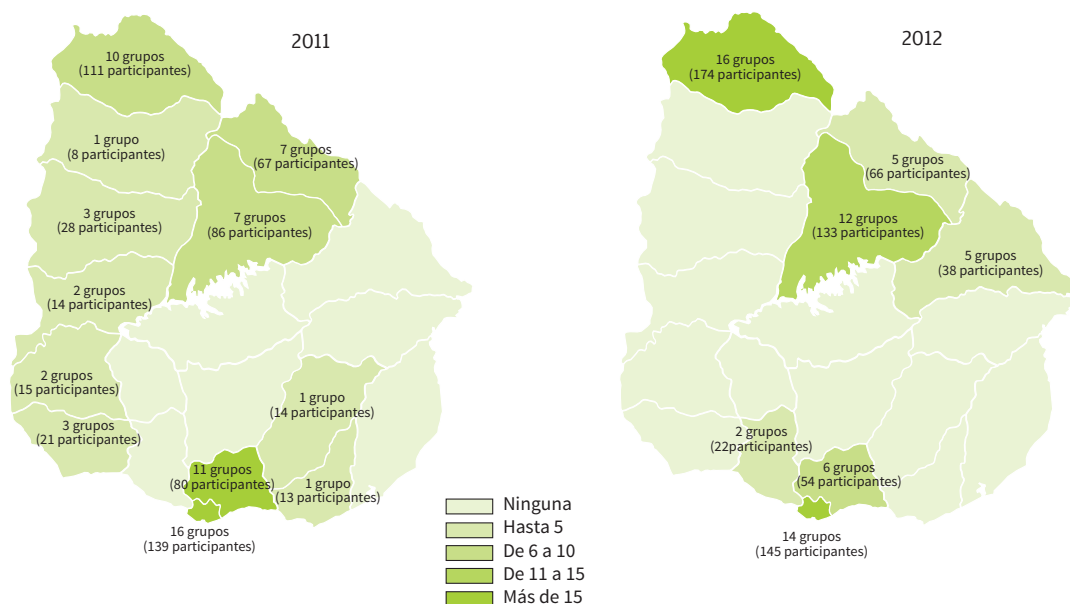 2011
10 grupos
(111 participantes)
1 grupo
(8 participantes)
7 grupos
(67 participantes)
3 grupos
(28 participantes)
7 grupos
(86 participantes)
2 grupos
(14 participantes)
2 grupos
(15 participantes)
1 grupo
(14 participantes)
3 grupos
(21 participantes)
11 grupos
(80 participantes)
1 grupo
(13 participantes)
16 grupos
(139 participantes)
2012
16 grupos
(174 participantes)
5 grupos
(66 participantes)
12 grupos
(133 participantes)
5 grupos
(38 participantes)
2 grupos
(22participantes)
6 grupos
(54 participantes)
14 grupos
(145 participantes)
Ninguna
Hasta 5
De 6 a 10
De 11 a 15
Más de 15